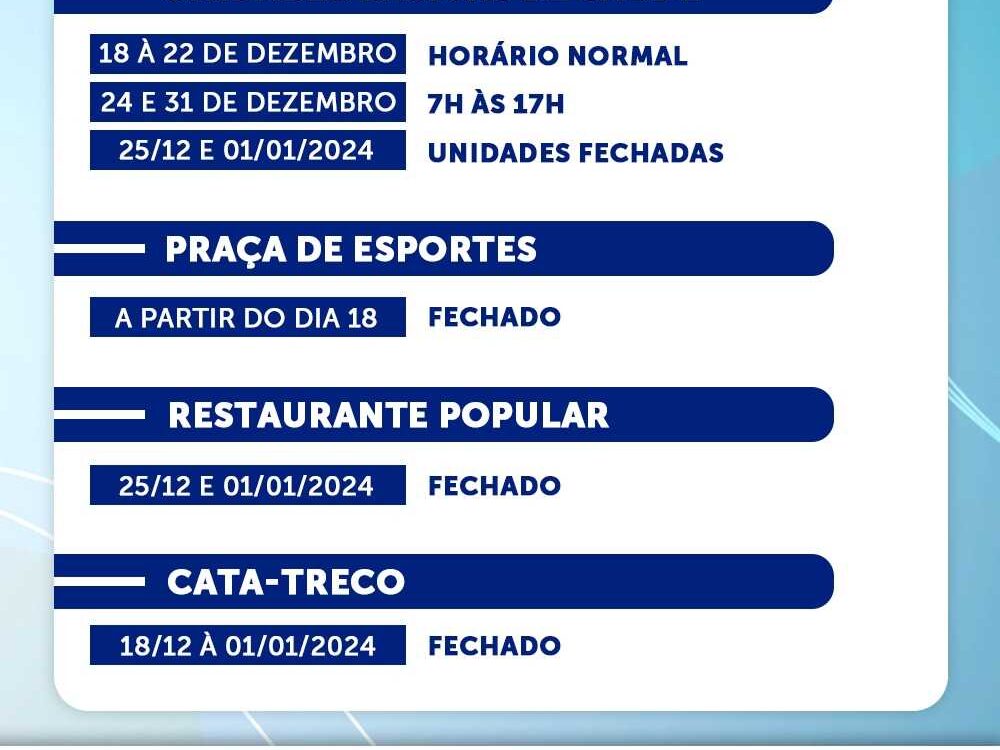 18 À 22 DE DEZEMBRO HORÁRIO NORMAL
24 E 31 DE DEZEMBRO 7H ÀS 17H
25/12 E 01/01/2024 UNIDADES FECHADAS
PRAÇA DE ESPORTES
A PARTIR DO DIA 18 FECHADO
RESTAURANTE POPULAR
25/12 E 01/01/2024 FECHADO
CATA-TRECO
18/12 À 01/01/2024 FECHADO